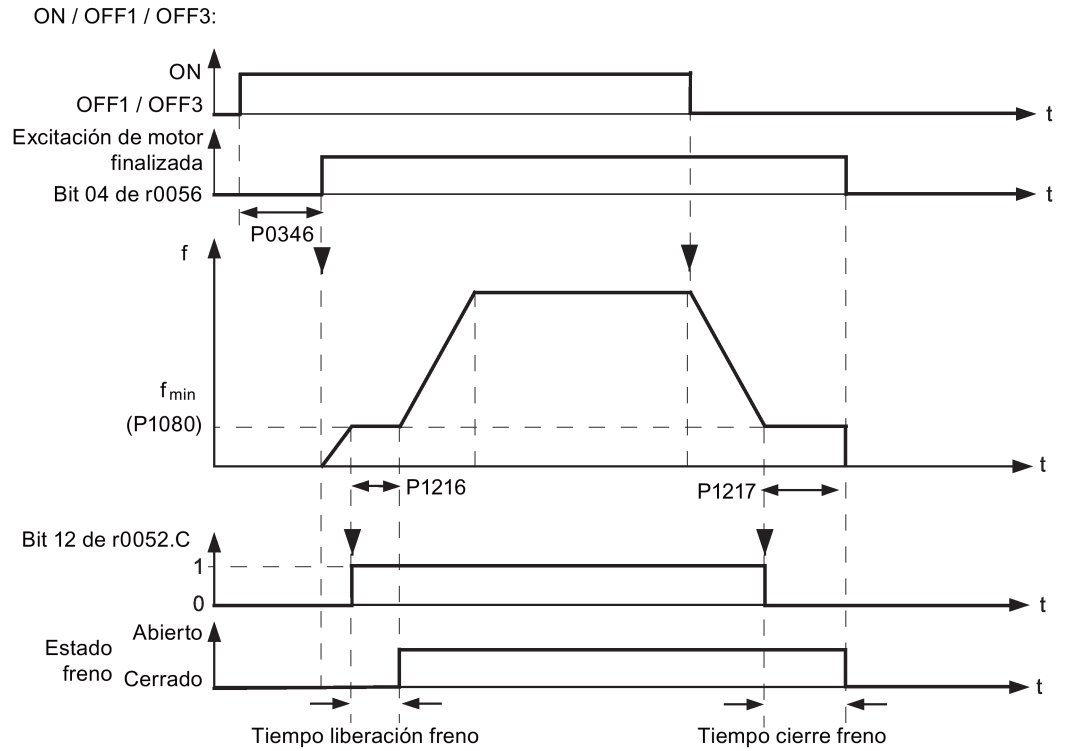 ON / OFF1 / OFF3:
ON
OFF1 / OFF3
t
Excitación de motor
finalizada
Bit 04 de r0056
t
P0346
f
fmin
(P1080)
t
P1216
P1217
Bit 12 de r0052.C
1
0
t
Abierto
Estado
freno
Cerrado
t
Tiempo liberación freno
Tiempo cierre freno